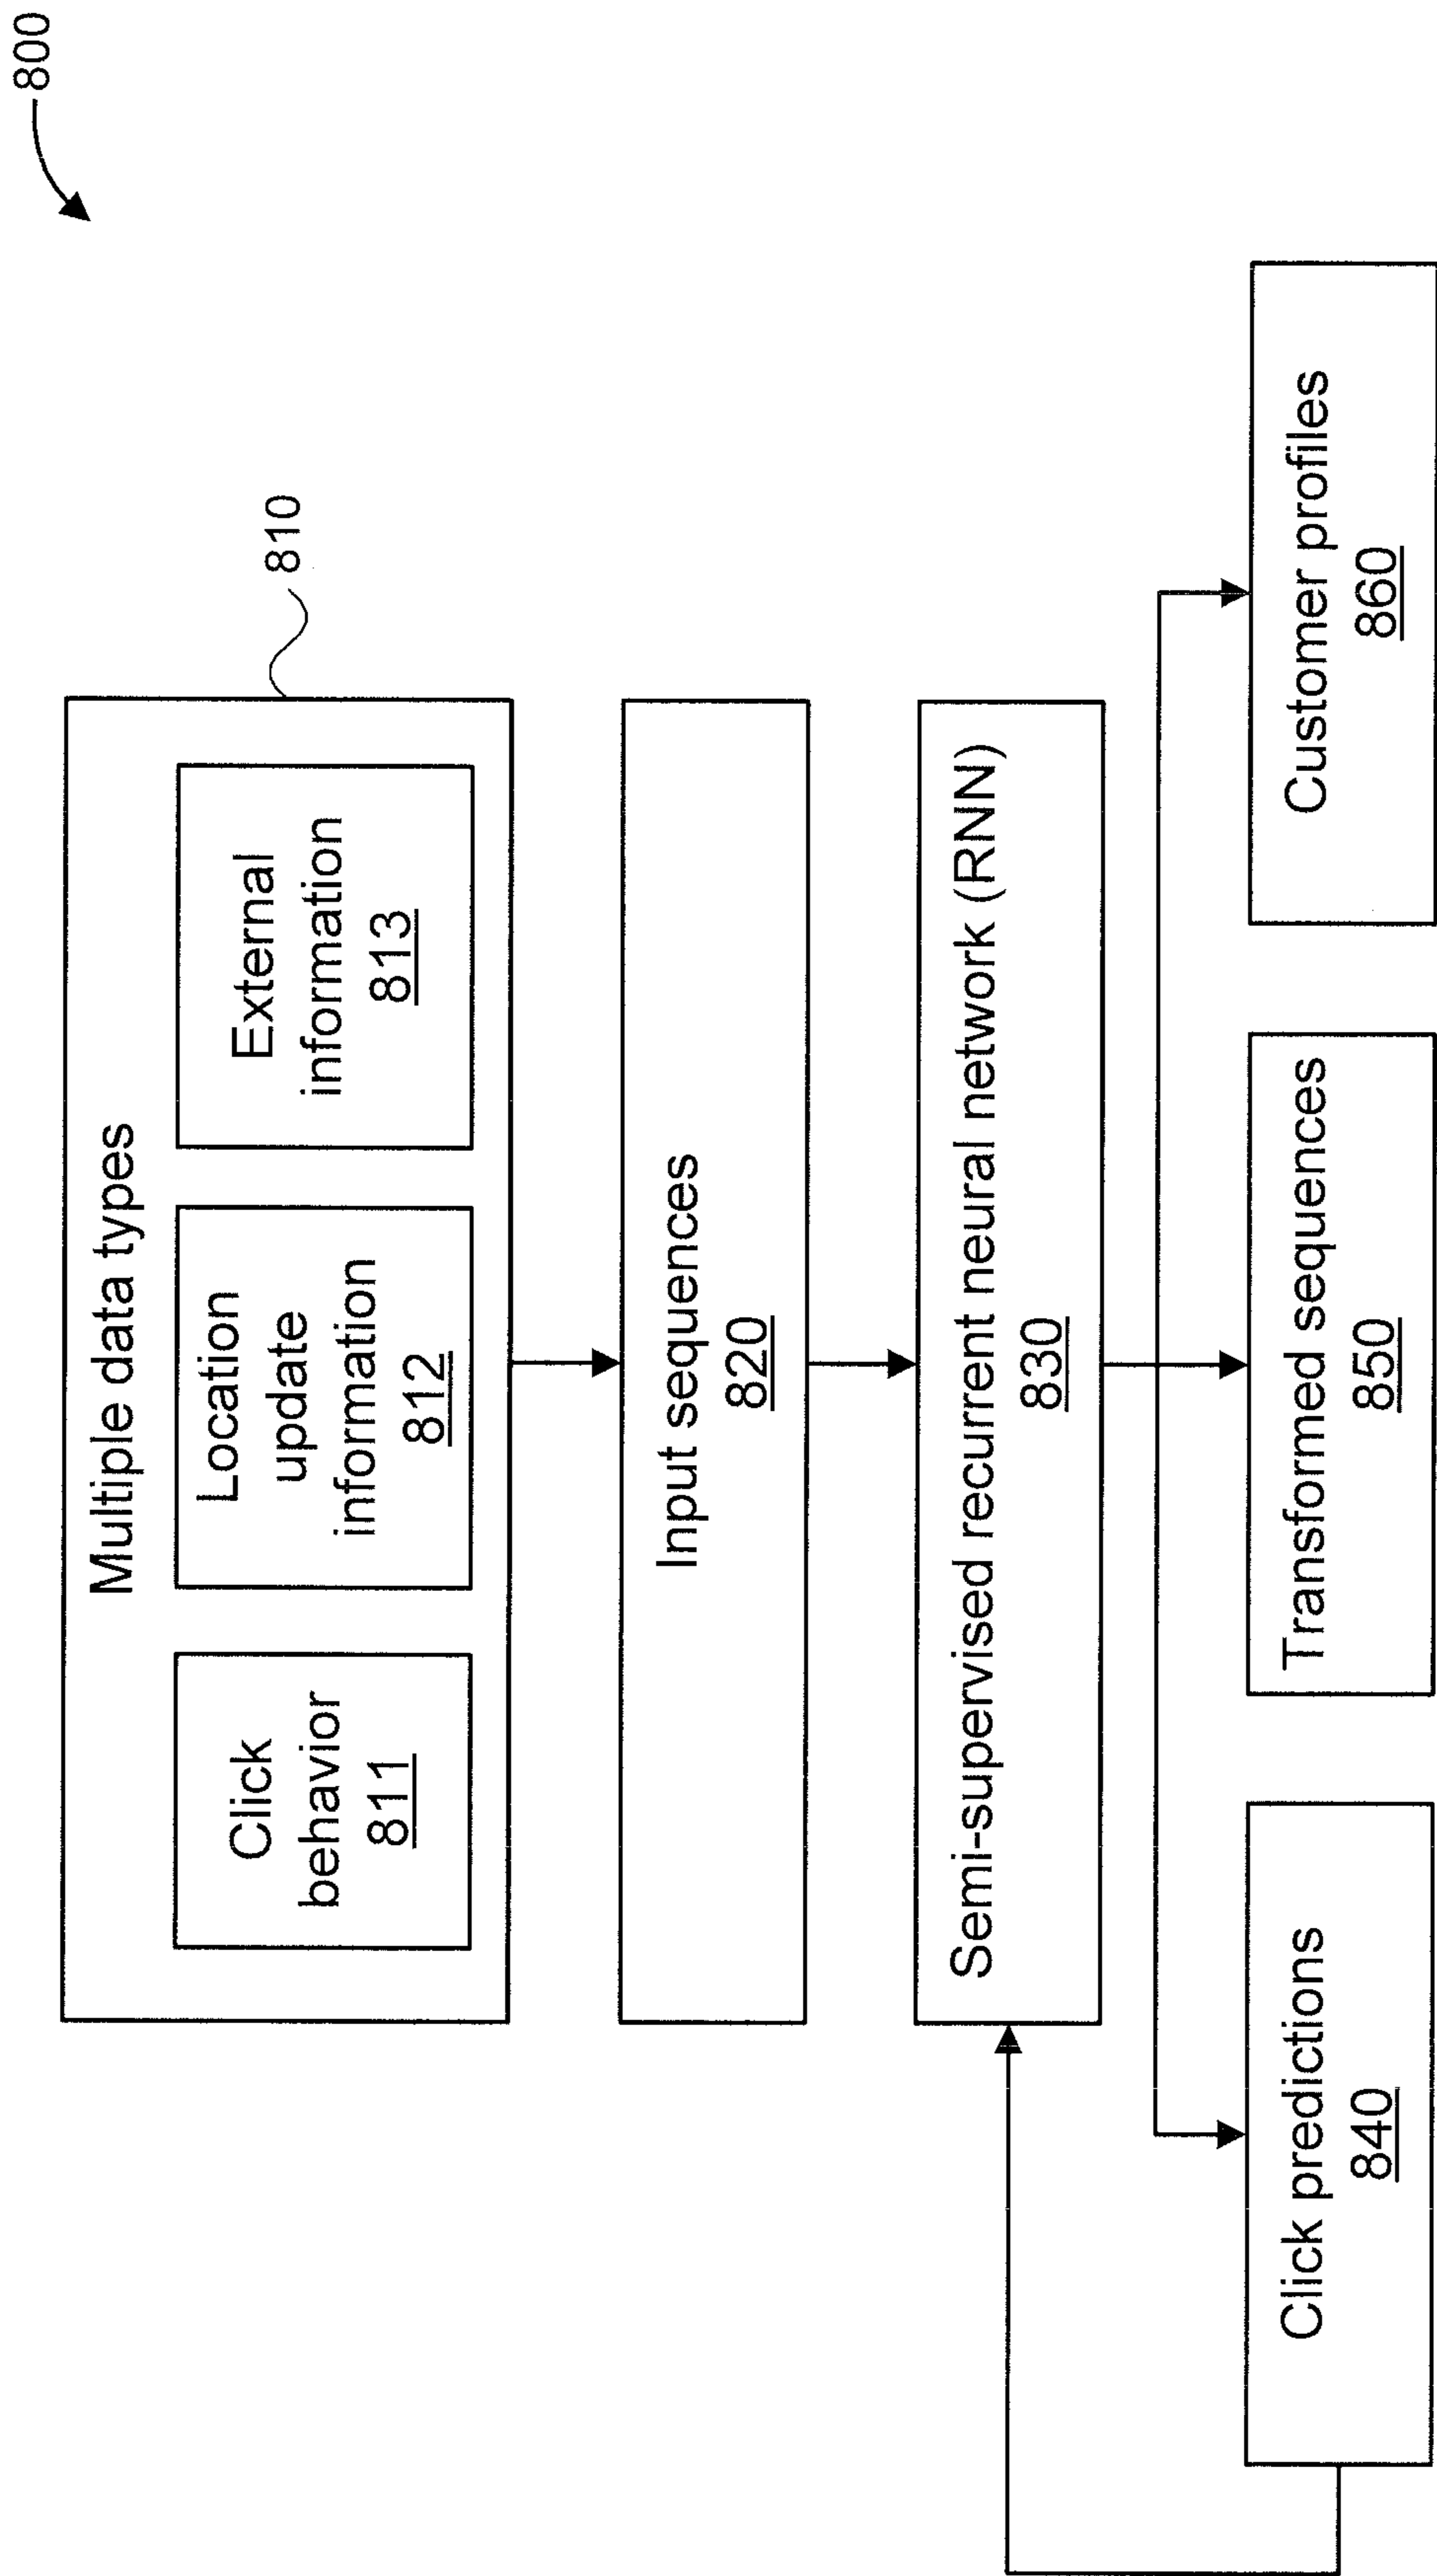 800
810
Multiple data types
Click
behavior
811
Location
update
information
812
External
information
813
Input sequences
820
Semi-supervised recurrent neural network (RNN)
830
Click predictions
840
Transformed sequences
850
Customer profiles
860